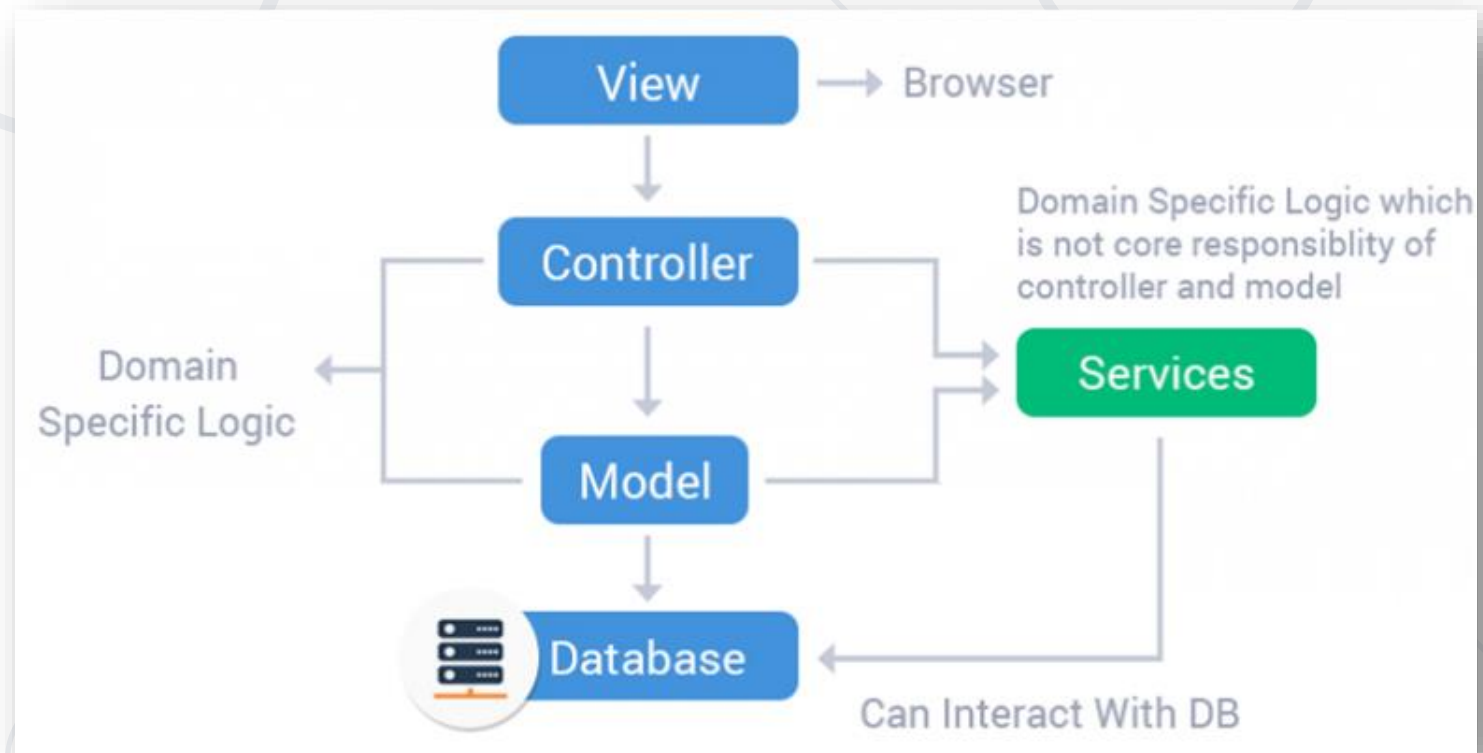 View
Browser
Domain Specific Logic which
is not core responsiblity of
controller and model
Controller
Services
Domain
Specific Logic
Model
Database
Can Interact With DB